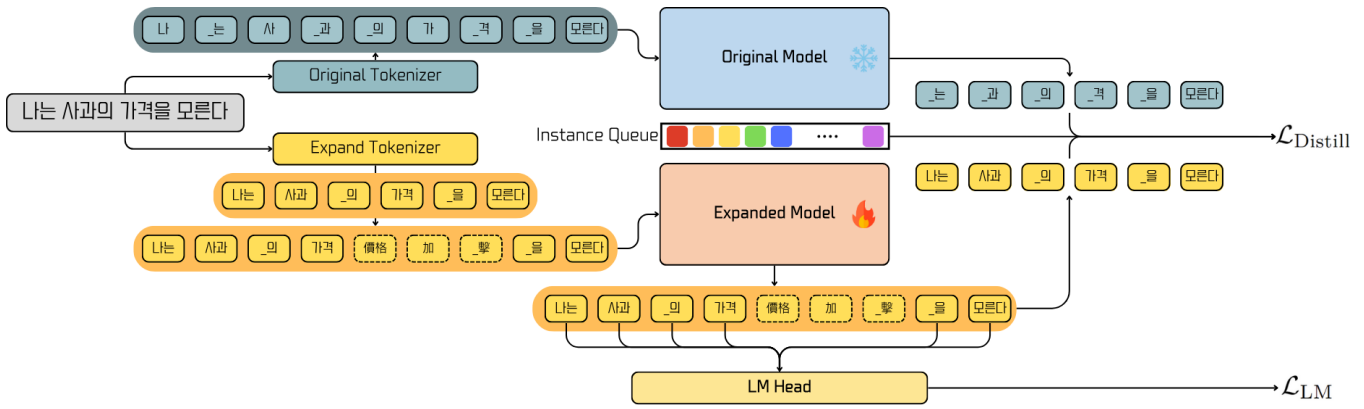 나 _는 사 _과 _의 가 _격 _을 모른다
Original Tokenizer
나는 사과의 가격을 모른다
Expand Tokenizer
나는 사과 _의 가격 _을 모른다
나는 사과 _의 가격 價格 加 _擊 _을 모른다
Original Model
Instance Queue ....
Expanded Model
_는 _과 _의 _격 _을 모른다
나는 사과 _의 가격 _을 모른다
ℒDistill
나는 사과 _의 가격 價格 加 _擊 _을 모른다
LM Head
ℒLM